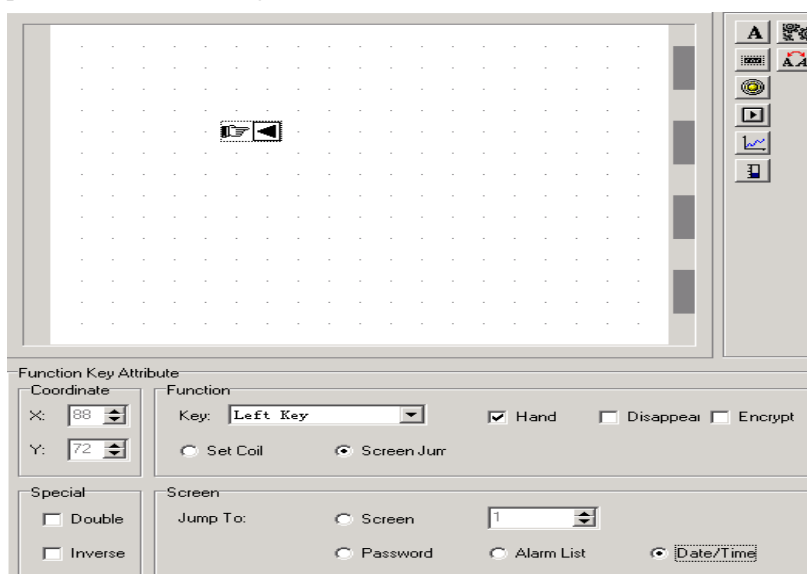 A
A A
Function Key Attribute
Coordinate Function
X: 88 Key: Left Key Hand Disappear Encrypt
Y: 72 Set Coil Screen Jum
Special Screen
Double Jump To: Screen 1
Inverse Password Alarm List Date/Time